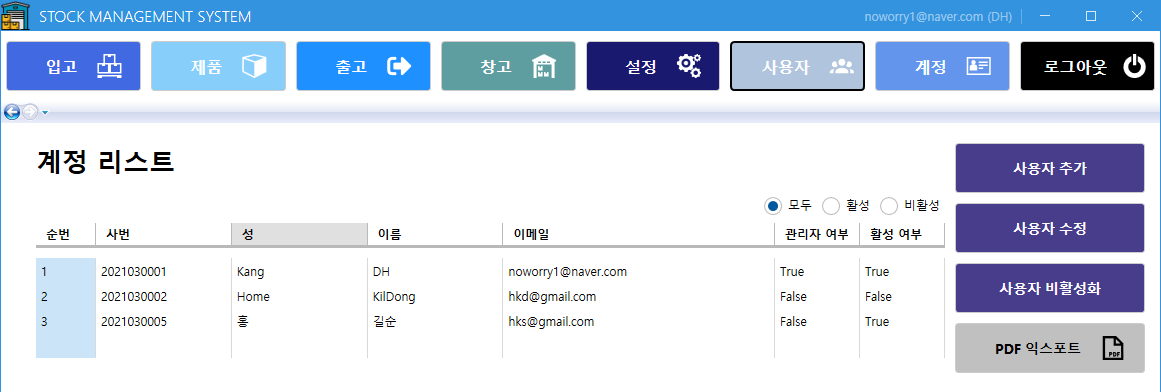 STOCK MANAGEMENT SYSTEM
noworry1@naver.com (DH)
입고 제품 출고 창고 설정 사용자 계정 로그아웃
계정 리스트
사용자 추가
모두 활성 비활성
사용자 수정
순번 사번 성 이름 이메일 관리자 여부 활성 여부
1 2021030001 Kang DH noworry1@naver.com True True
2 2021030002 Home KilDong hkd@gmail.com False False
3 2021030005 홍 길순 hks@gmail.com False True
사용자 비활성화
PDF 익스포트
PDF